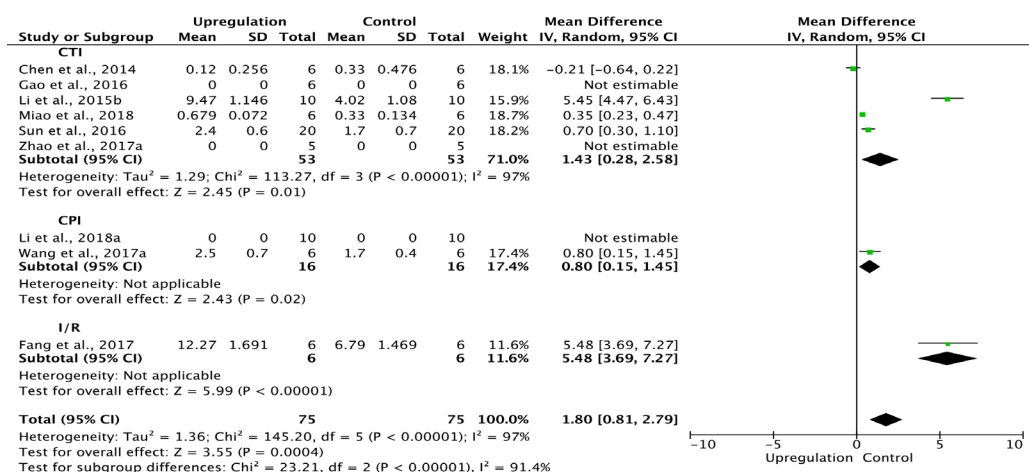 Upregulation Control Mean Difference Mean Difference
Study or Subgroup Mean SD Total Mean SD Total Weight IV, Random, 95% CI IV, Random, 95% CI
CTI
Chen et al., 2014 0.12 0.256 6 0.33 0.476 6 18.1% −0.21 [−0.64, 0.22]
Gao et al., 2016 0 0 6 0 0 6 Not estimable
Li et al., 2015b 9.47 1.146 10 4.02 1.08 10 15.9% 5.45 [4.47, 6.43]
Miao et al., 2018 0.679 0.072 6 0.33 0.134 6 18.7% 0.35 [0.23, 0.47]
Sun et al., 2016 2.4 0.6 20 1.7 0.7 20 18.2% 0.70 [0.30, 1.10]
Zhao et al., 2017a 0 0 5 0 0 5 Not estimable
Subtotal (95% CI) 53 53 71.0% 1.43 [0.28, 2.58]
Heterogeneity: Tau² = 1.29; Chi² = 113.27, df = 3 (P < 0.00001); I² = 97%
Test for overall effect: Z = 2.45 (P = 0.01)
CPI
Li et al., 2018a 0 0 10 0 0 10 Not estimable
Wang et al., 2017a 2.5 0.7 6 1.7 0.4 6 17.4% 0.80 [0.15, 1.45]
Subtotal (95% CI) 16 16 17.4% 0.80 [0.15, 1.45]
Heterogeneity: Not applicable
Test for overall effect: Z = 2.43 (P = 0.02)
I/R
Fang et al., 2017 12.27 1.691 6 6.79 1.469 6 11.6% 5.48 [3.69, 7.27]
Subtotal (95% CI) 6 6 11.6% 5.48 [3.69, 7.27]
Heterogeneity: Not applicable
Test for overall effect: Z = 5.99 (P < 0.00001)
Total (95% CI) 75 75 100.0% 1.80 [0.81, 2.79]
Heterogeneity: Tau² = 1.36; Chi² = 145.20, df = 5 (P < 0.00001); I² = 97%
Test for overall effect: Z = 3.55 (P = 0.0004)
Test for subgroup differences: Chi² = 23.21, df = 2 (P < 0.00001), I² = 91.4%
−10 −5 0 5 10
Upregulation Control